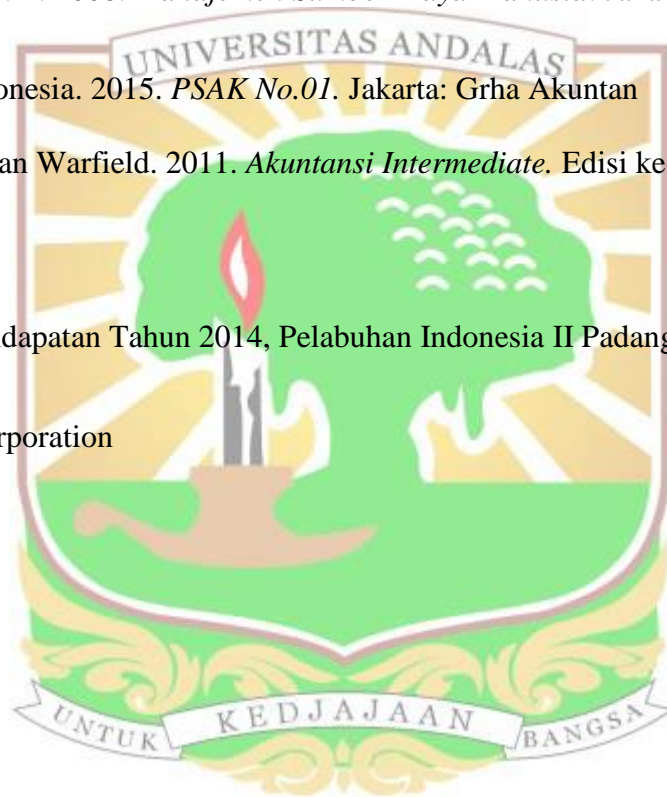 UNIVERSITAS ANDALAS
onesia. 2015. PSAK No.01. Jakarta: Grha Akuntan
an Warfield. 2011. Akuntansi Intermediate. Edisi ke
dapatan Tahun 2014, Pelabuhan Indonesia II Padang
rporation
UNTUK KEDJAJAAN BANGSA